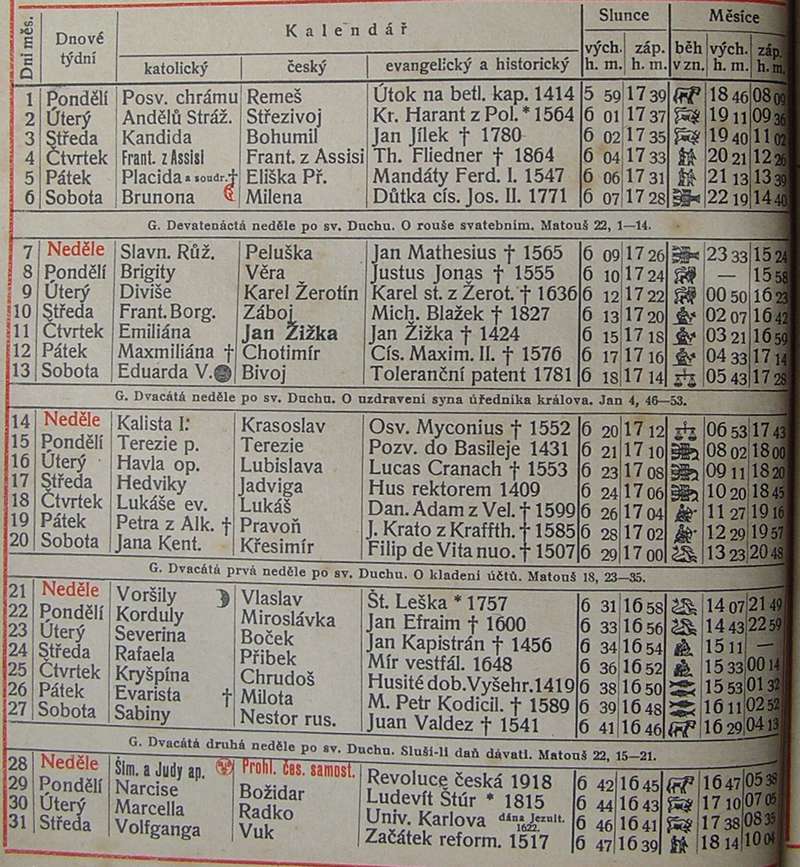 Dni měs. Dnové týdní Kalendář Slunce Měsíce
katolický český evangelický a historický vých. h. m. záp. h. m. běh v zn. vých. h. m. záp. h. m.
1 Pondělí Posv. chrámu Remeš Útok na betl. kap. 1414 5 59 17 39 18 46 08 09
2 Úterý Andělů Stráž. Střezivoj Kr. Harant z Pol. * 1564 6 01 17 37 19 11 09 36
3 Středa Kandida Bohumil Jan Jílek † 1780 6 02 17 35 19 40 11 02
4 Čtvrtek Frant. z Assisi Frant. z Assisi Th. Fliedner † 1864 6 04 17 33 20 21 12 26
5 Pátek Placida a soudr. † Eliška Př. Mandáty Ferd. I. 1547 6 06 17 31 21 13 13 39
6 Sobota Brunona Milena Důtka cís. Jos. II. 1771 6 07 17 28 22 19 14 40
G. Devatenáctá neděle po sv. Duchu. O rouše svatebním. Matouš 22, 1—14.
7 Neděle Slavn. Růž. Peluška Jan Mathesius † 1565 6 09 17 26 23 33 15 24
8 Pondělí Brigity Věra Justus Jonas † 1555 6 10 17 24 — 15 58
9 Úterý Diviše Karel Žerotín Karel st. z Žerot. † 1636 6 12 17 22 00 50 16 23
10 Středa Frant. Borg. Záboj Mich. Blažek † 1827 6 13 17 20 02 07 16 42
11 Čtvrtek Emiliána Jan Žižka Jan Žižka † 1424 6 15 17 18 03 21 16 59
12 Pátek Maxmiliána † Chotimír Cís. Maxim. II. † 1576 6 17 17 16 04 33 17 14
13 Sobota Eduarda V. Bivoj Toleranční patent 1781 6 18 17 14 05 43 17 28
G. Dvacátá neděle po sv. Duchu. O uzdravení syna úředníka králova. Jan 4, 46—53.
14 Neděle Kalista I. Krasoslav Osv. Myconius † 1552 6 20 17 12 06 53 17 43
15 Pondělí Terezie p. Terezie Pozv. do Basileje 1431 6 21 17 10 08 02 18 00
16 Úterý Havla op. Lubislava Lucas Cranach † 1553 6 23 17 08 09 11 18 20
17 Středa Hedviky Jadviga Hus rektorem 1409 6 24 17 06 10 20 18 45
18 Čtvrtek Lukáše ev. Lukáš Dan. Adam z Vel. † 1599 6 26 17 04 11 27 19 16
19 Pátek Petra z Alk. † Pravoň J. Krato z Kraffth. † 1585 6 28 17 02 12 29 19 57
20 Sobota Jana Kent. Křesimír Filip de Vita nuo. † 1507 6 29 17 00 13 23 20 48
G. Dvacátá prvá neděle po sv. Duchu. O kladení účtů. Matouš 18, 23—35.
21 Neděle Voršily Vlaslav Št. Leška * 1757 6 31 16 58 14 07 21 49
22 Pondělí Korduly Miroslávka Jan Efraim † 1600 6 33 16 56 14 43 22 59
23 Úterý Severina Boček Jan Kapistrán † 1456 6 34 16 54 15 11 —
24 Středa Rafaela Přibek Mír vestfál. 1648 6 36 16 52 15 33 00 14
25 Čtvrtek Kryšpína Chrudoš Husité dob. Vyšehr. 1419 6 38 16 50 15 53 01 32
26 Pátek Evarista † Milota M. Petr Kodicil. † 1589 6 39 16 48 16 11 02 52
27 Sobota Sabiny Nestor rus. Juan Valdez † 1541 6 41 16 46 16 29 04 13
G. Dvacátá druhá neděle po sv. Duchu. Sluší-li daň dávati. Matouš 22, 15—21.
28 Neděle Šim. a Judy ap. Prohl. čes. samost. Revoluce česká 1918 6 42 16 45 16 47 05 38
29 Pondělí Narcise Božidar Ludevít Štúr * 1815 6 44 16 43 17 10 07 05
30 Úterý Marcella Radko Univ. Karlova dána Jezuit. 1622. 6 46 16 41 17 38 08 35
31 Středa Volfganga Vuk Začátek reform. 1517 6 47 16 39 18 14 10 04